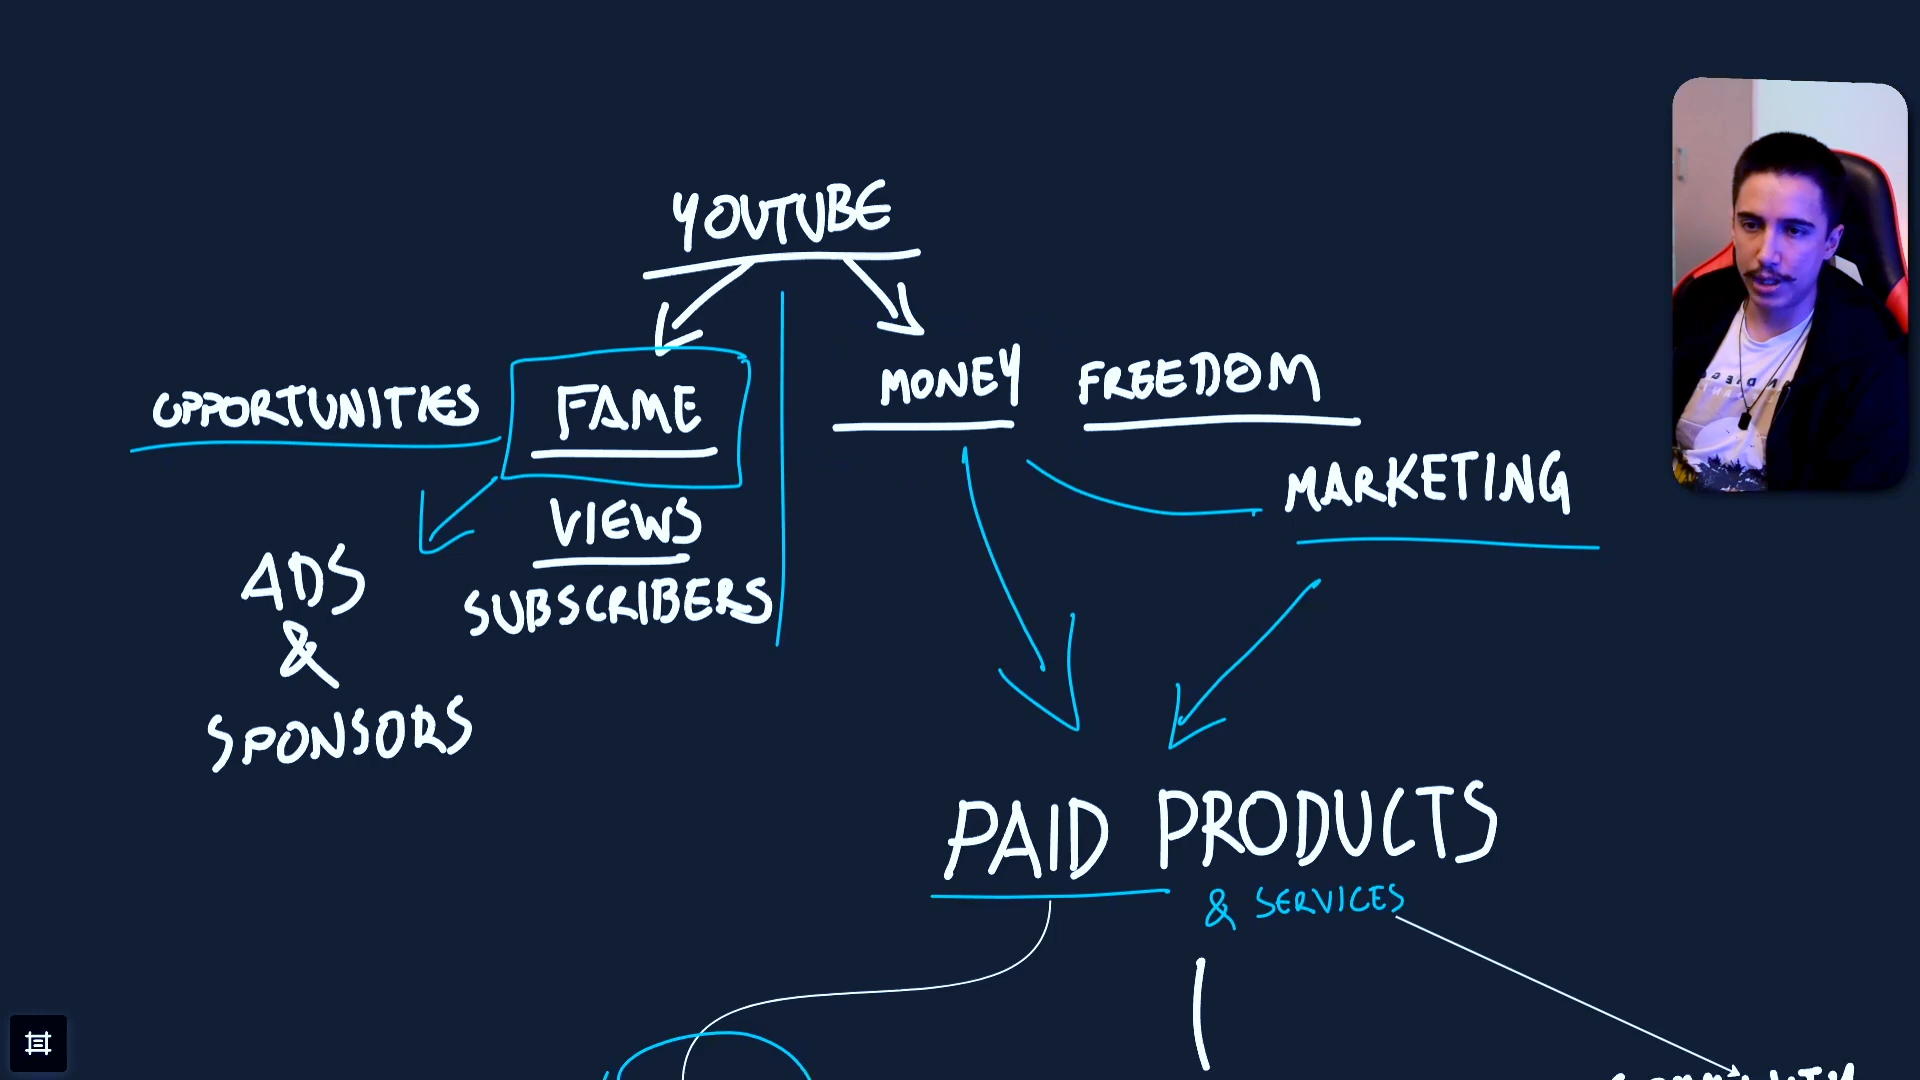 YOUTUBE
MONEY FREEDOM
OPPORTUNITIES FAME
MARKETING
VIEWS
ADS
SUBSCRIBERS
&
SPONSORS
PAID PRODUCTS
& SERVICES